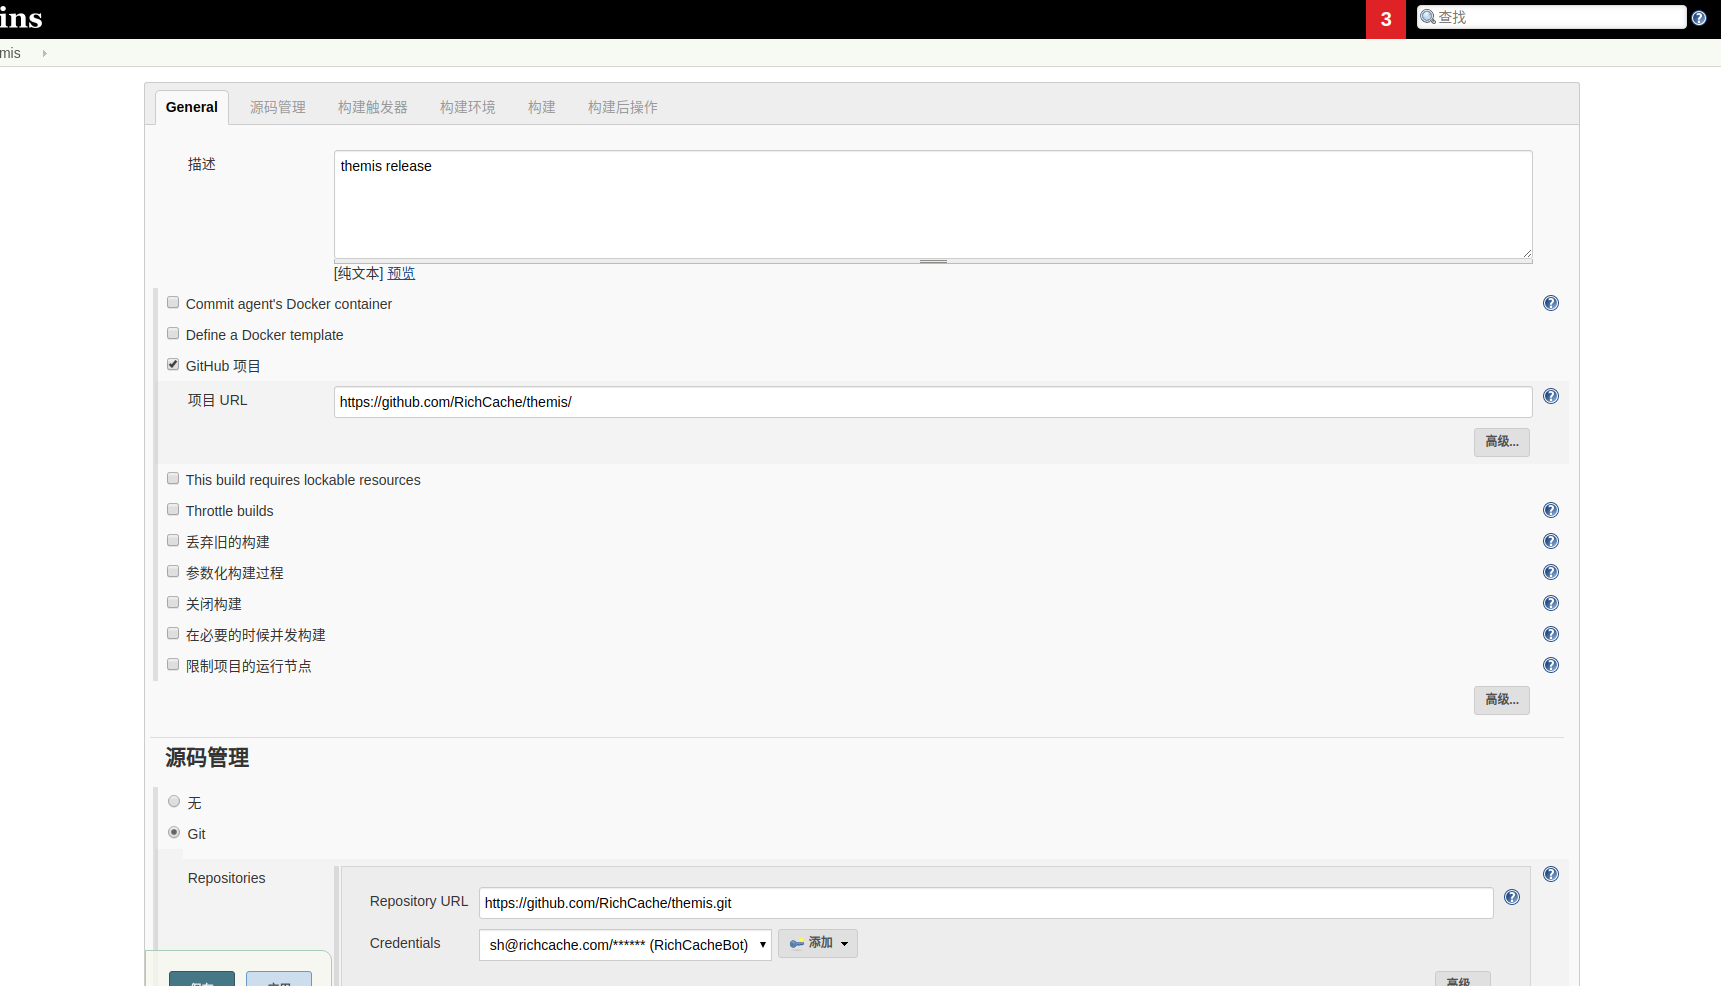 ins
3
查找
mis
General 源码管理 构建触发器 构建环境 构建 构建后操作
描述
themis release
[纯文本] 预览
Commit agent's Docker container
Define a Docker template
GitHub 项目
项目 URL
https://github.com/RichCache/themis/
高级...
This build requires lockable resources
Throttle builds
丢弃旧的构建
参数化构建过程
关闭构建
在必要的时候并发构建
限制项目的运行节点
高级...
源码管理
无
Git
Repositories
Repository URL https://github.com/RichCache/themis.git
Credentials sh@richcache.com/****** (RichCacheBot) 添加
高级...